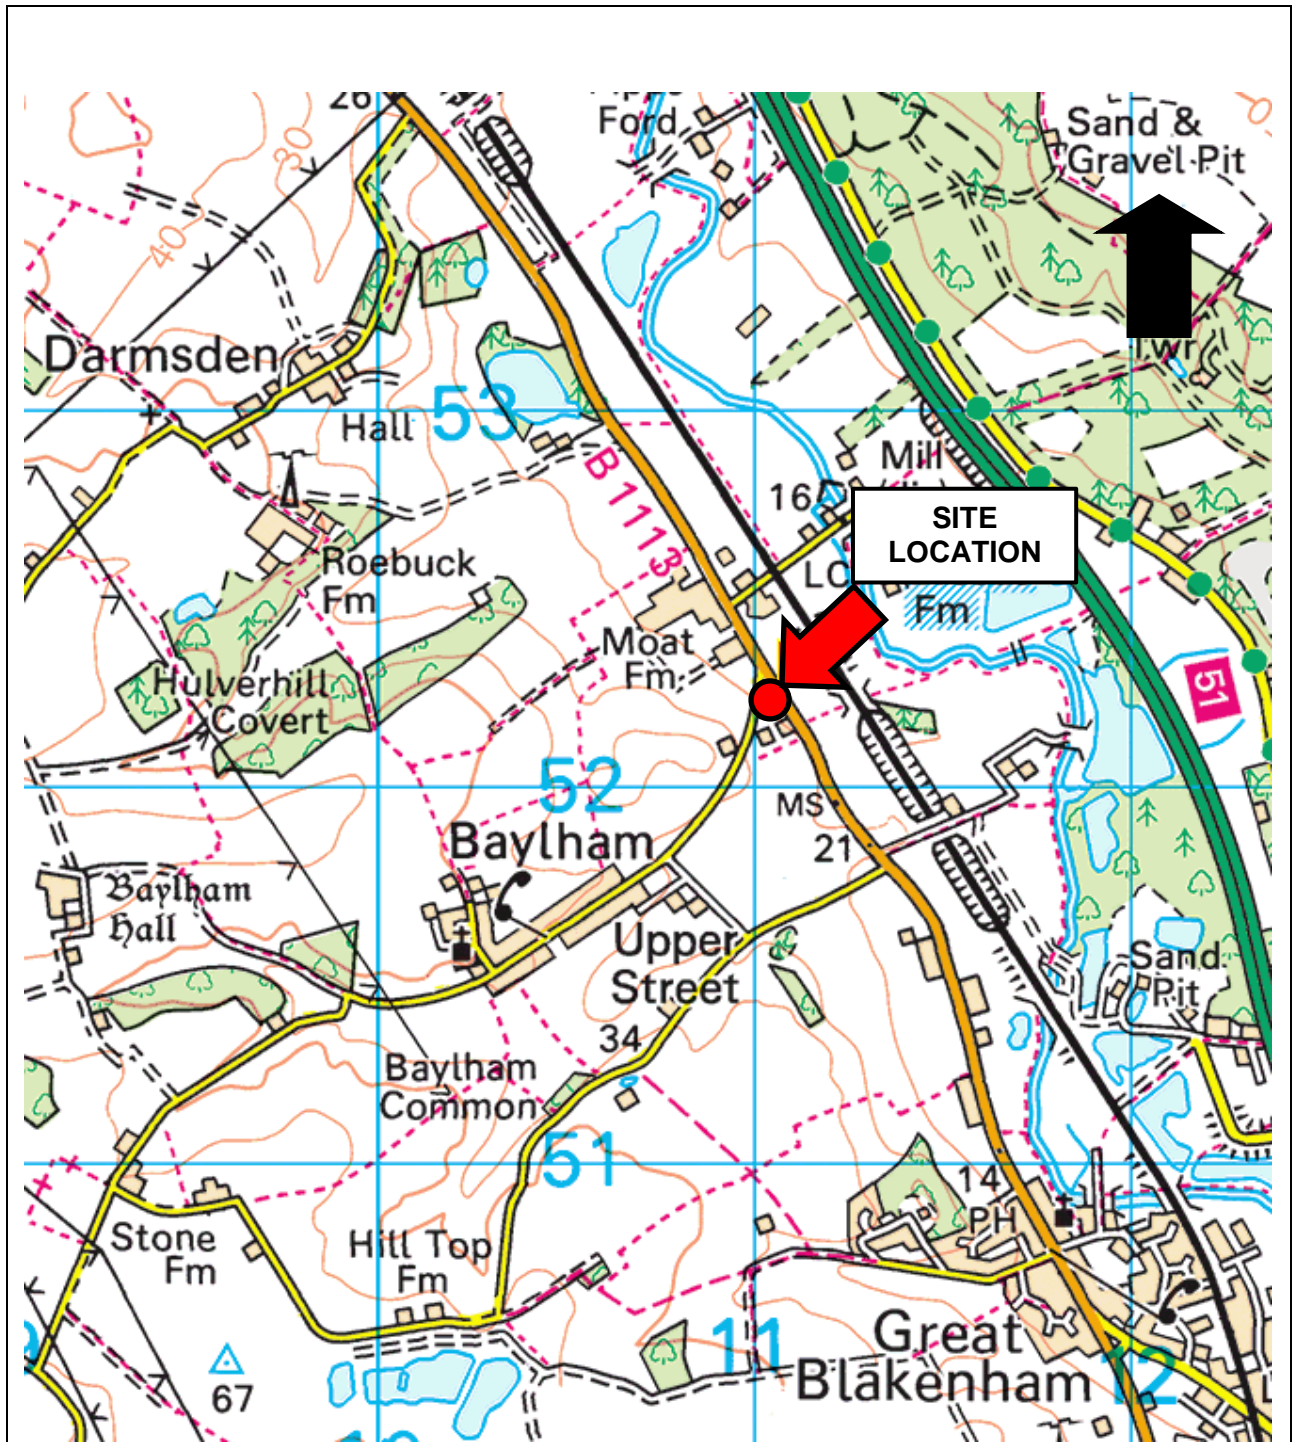 26
Ford
Sand &
Gravel Pit
30
40
Twr
Darmsden
Hall
53
Mill
B 1113
16
SITE
LOCATION
Roebuck
Fm
LC
Fm
Moat
Fm
Hulverhill
Covert
51
52
MS
Baylham
21
Baylham
Hall
Upper
Street
Sand
Pit
34
Baylham
Common
51
14
PH
Stone
Fm
Hill Top
Fm
11
Great
Blakenham
12
67